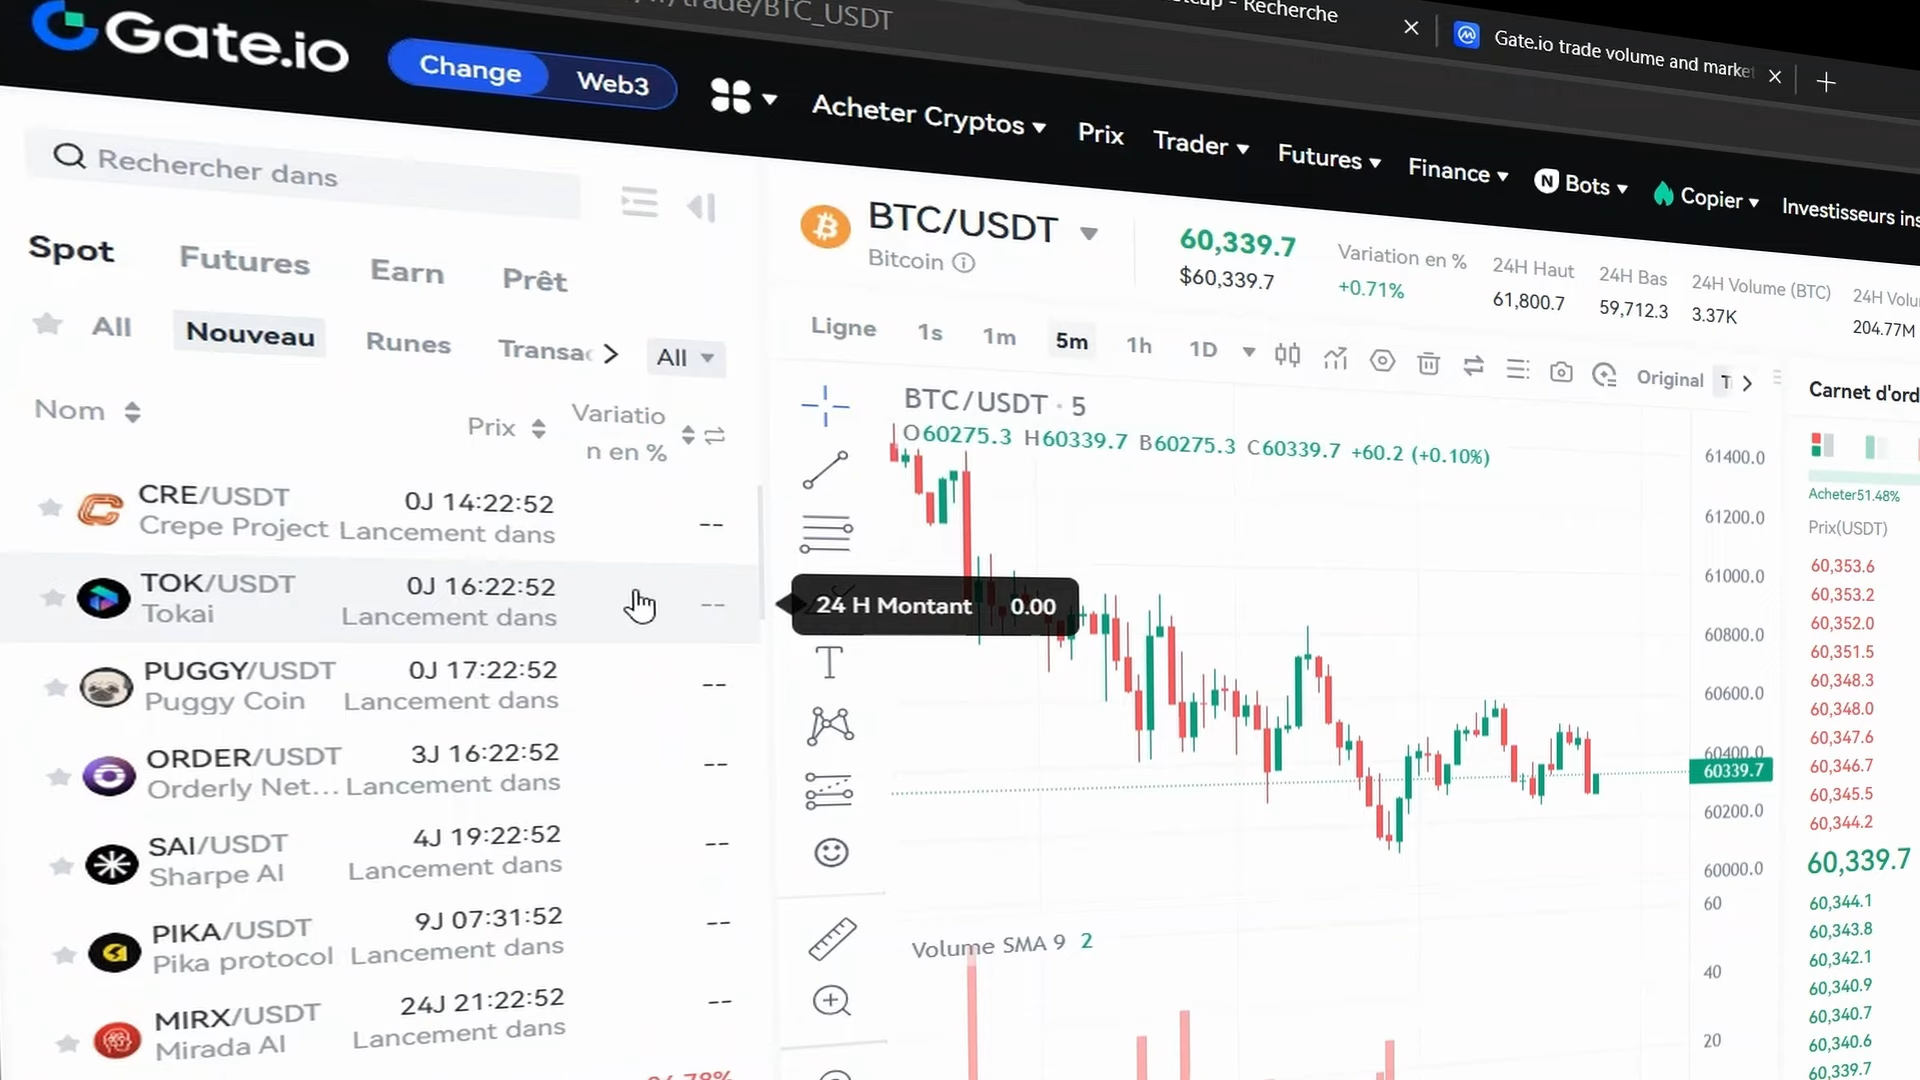 /trade/BTC_USDT
- Recherche
Gate.io trade volume and market
Gate.io
Change
Web3
Acheter Cryptos
Prix
Trader
Futures
Finance
Bots
Copier
Investisseurs ins
Rechercher dans
Spot
Futures
Earn
Prêt
All
Nouveau
Runes
Transac
All
Nom
Prix
Variatio
n en %
CRE/USDT 0J 14:22:52
Crepe Project Lancement dans
--
TOK/USDT 0J 16:22:52
Tokai Lancement dans
--
PUGGY/USDT 0J 17:22:52
Puggy Coin Lancement dans
--
ORDER/USDT 3J 16:22:52
Orderly Net... Lancement dans
--
SAI/USDT 4J 19:22:52
Sharpe AI Lancement dans
--
PIKA/USDT 9J 07:31:52
Pika protocol Lancement dans
--
MIRX/USDT 24J 21:22:52
Mirada AI Lancement dans
--
24 H Montant 0.00
BTC/USDT
Bitcoin
60,339.7
$60,339.7
Variation en %
+0.71%
24H Haut
61,800.7
24H Bas
59,712.3
24H Volume (BTC)
3.37K
24H Volu
204.77M
Ligne 1s 1m 5m 1h 1D
Original
BTC/USDT · 5
O60275.3 H60339.7 B60275.3 C60339.7 +60.2 (+0.10%)
61400.0
61200.0
61000.0
60800.0
60600.0
60400.0
60339.7
60200.0
60000.0
Volume SMA 9 2
60
40
20
Carnet d'ord
Acheter51.48%
Prix(USDT)
60,353.6
60,353.2
60,352.0
60,351.5
60,348.3
60,348.0
60,347.6
60,346.7
60,345.5
60,344.2
60,339.7
60,344.1
60,343.8
60,342.1
60,340.9
60,340.7
60,340.6
60,339.7